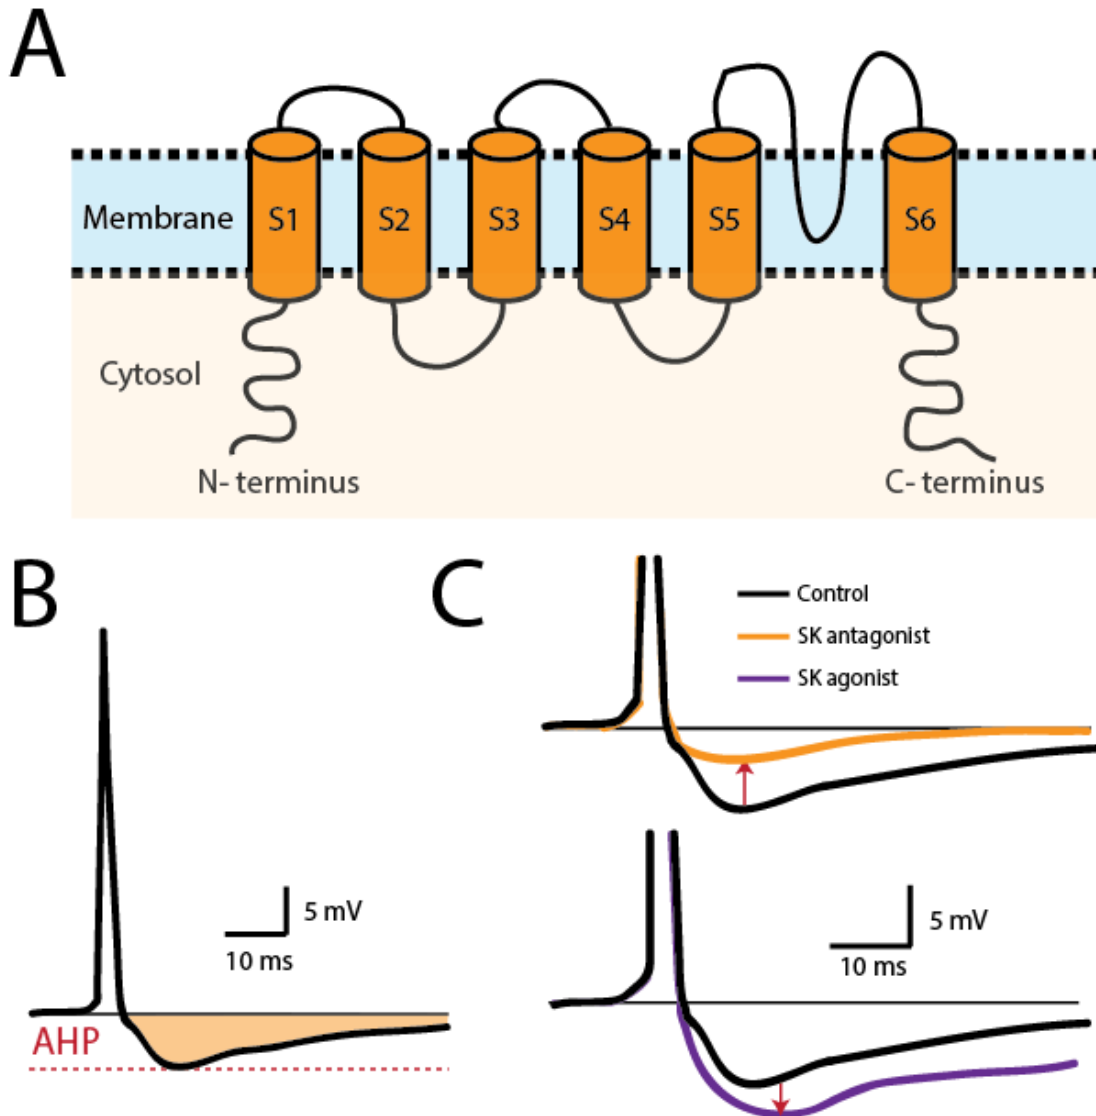 A
Membrane
S1
S2
S3
S4
S5
S6
Cytosol
N- terminus
C- terminus
B
5 mV
10 ms
AHP
C
Control
SK antagonist
SK agonist
5 mV
10 ms